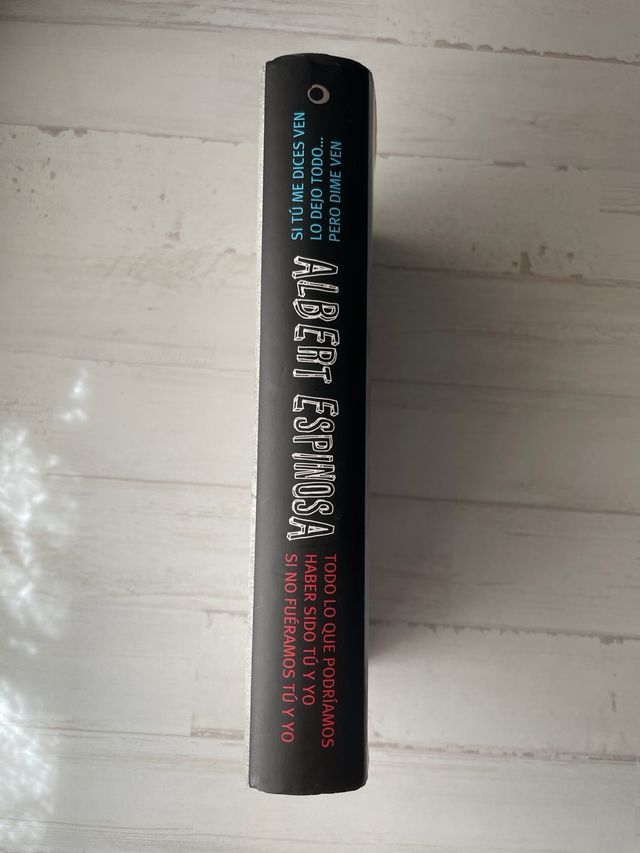 SI TÚ ME DICES VEN
LO DEJO TODO...
PERO DIME VEN
ALBERT ESPINOSA
TODO LO QUE PODRÍAMOS
HABER SIDO TÚ Y YO
SI NO FUÉRAMOS TÚ Y YO